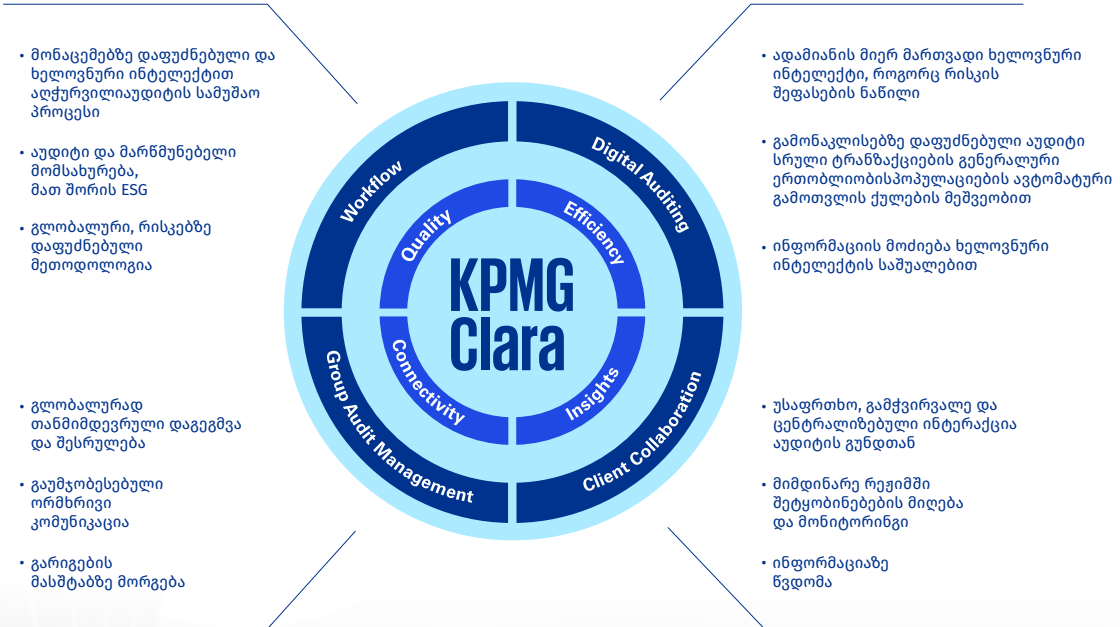 • მონაცემებზე დაფუძნებული და
ხელოვნური ინტელექტით
აღჭურვილიაუდიტის სამუშაო
პროცესი
• აუდიტი და მარწმუნებელი
მომსახურება,
მათ შორის ESG
• გლობალური, რისკებზე
დაფუძნებული
მეთოდოლოგია
• ადამიანის მიერ მართვადი ხელოვნური
ინტელექტი, როგორც რისკის
შეფასების ნაწილი
• გამონაკლისებზე დაფუძნებული აუდიტი
სრული ტრანზაქციების გენერალური
ერთობლიობისპოპულაციების ავტომატური
გამოთვლის ქულების მეშვეობით
• ინფორმაციის მოძიება ხელოვნური
ინტელექტის საშუალებით
Workflow
Digital Auditing
Quality
Efficiency
KPMG
Clara
Connectivity
Insights
Group Audit Management
Client Collaboration
• გლობალურად
თანმიმდევრული დაგეგმვა
და შესრულება
• გაუმჯობესებული
ორმხრივი
კომუნიკაცია
• გარიგების
მასშტაბზე მორგება
• უსაფრთხო, გამჭვირვალე და
ცენტრალიზებული ინტერაქცია
აუდიტის გუნდთან
• მიმდინარე რეჟიმში
შეტყობინებების მიღება
და მონიტორინგი
• ინფორმაციაზე
წვდომა